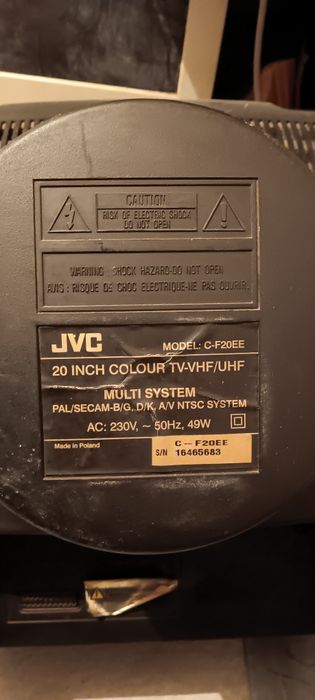 CAUTION
RISK OF ELECTRIC SHOCK
DO NOT OPEN
WARNING : SHOCK HAZARD-DO NOT OPEN
AVIS : RISQUE DE CHOC ELECTRIQUE-NE PAS OUVRIR.
JVC MODEL: C-F20EE
20 INCH COLOUR TV-VHF/UHF
MULTI SYSTEM
PAL/SECAM-B/G, D/K, A/V NTSC SYSTEM
AC: 230V, ~ 50Hz, 49W
Made in Poland
C-F20EE
S/N 16465683